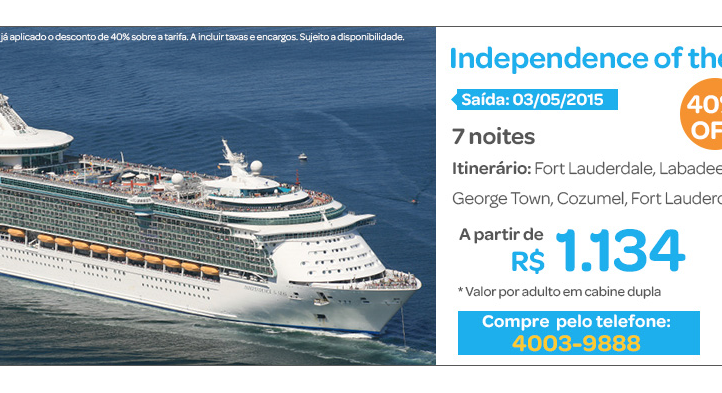 já aplicado o desconto de 40% sobre a tarifa. A incluir taxas e encargos. Sujeito a disponibilidade.
Independence of the
Saída: 03/05/2015
40%
OF
7 noites
Itinerário: Fort Lauderdale, Labadee
George Town, Cozumel, Fort Lauderd
A partir de
R$ 1.134
* Valor por adulto em cabine dupla
Compre pelo telefone:
4003-9888